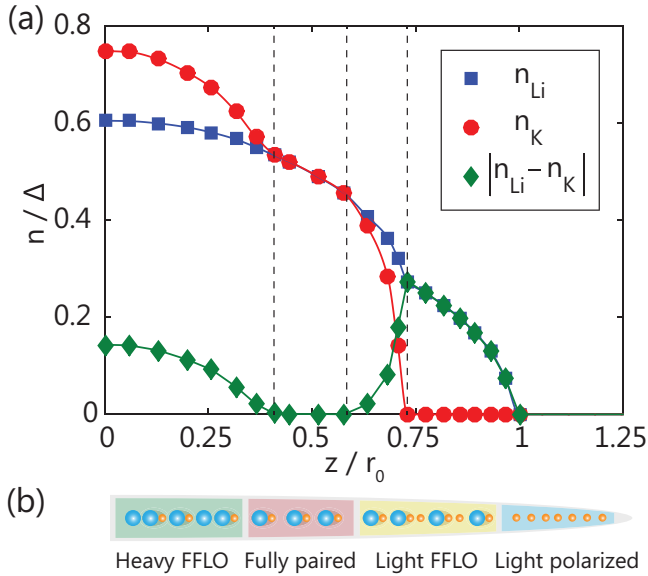 (a)
0.8
0.6
0.4
0.2
0
n / Δ
n_Li
n_K
|n_Li − n_K|
0 0.25 0.5 0.75 1 1.25
z / r_0
(b)
Heavy FFLO Fully paired Light FFLO Light polarized